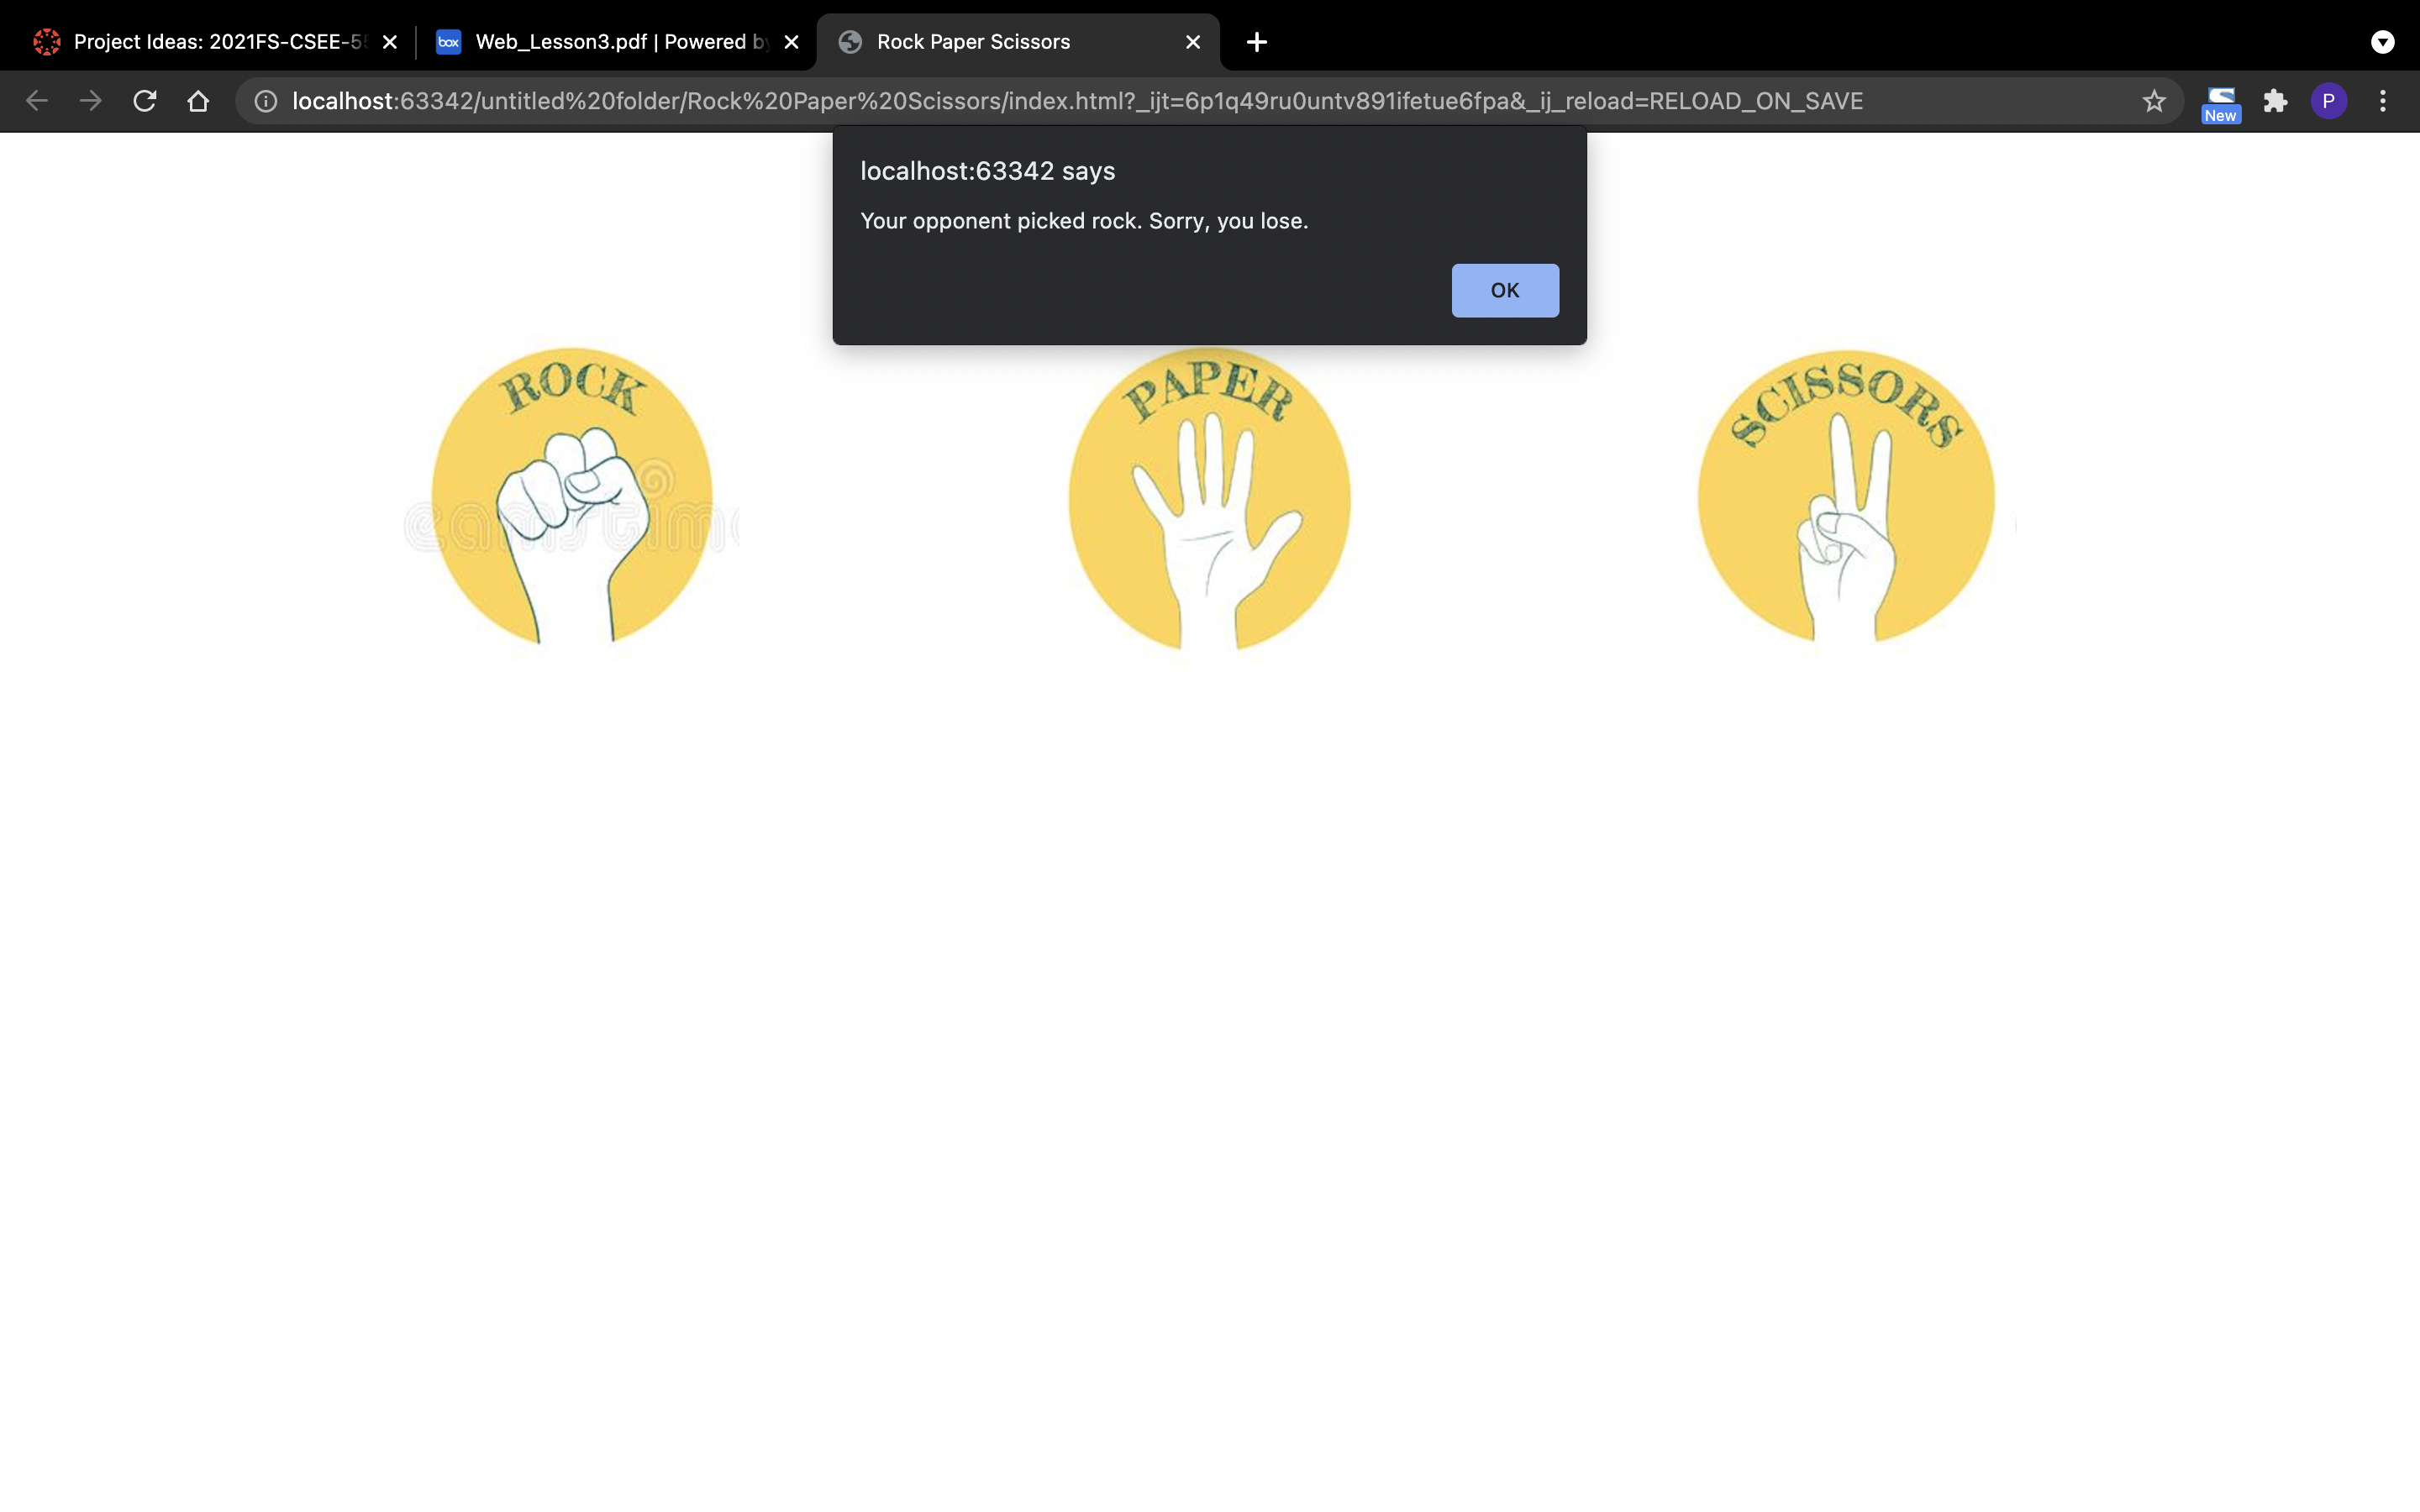 Project Ideas: 2021FS-CSEE-5
box
Web_Lesson3.pdf | Powered by
Rock Paper Scissors
localhost:63342/untitled%20folder/Rock%20Paper%20Scissors/index.html?_ijt=6p1q49ru0untv891ifetue6fpa&_ij_reload=RELOAD_ON_SAVE
New
P
localhost:63342 says
Your opponent picked rock. Sorry, you lose.
OK
ROCK
PAPER
SCISSORS